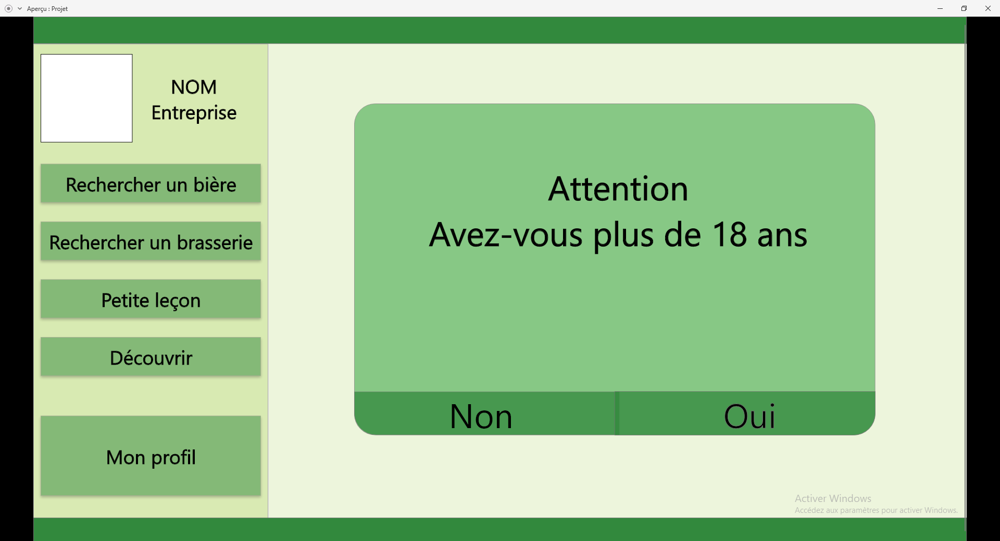 Aperçu : Projet
NOM
Entreprise
Rechercher un bière
Rechercher un brasserie
Petite leçon
Découvrir
Mon profil
Attention
Avez-vous plus de 18 ans
Non
Oui
Activer Windows
Accédez aux paramètres pour activer Windows.